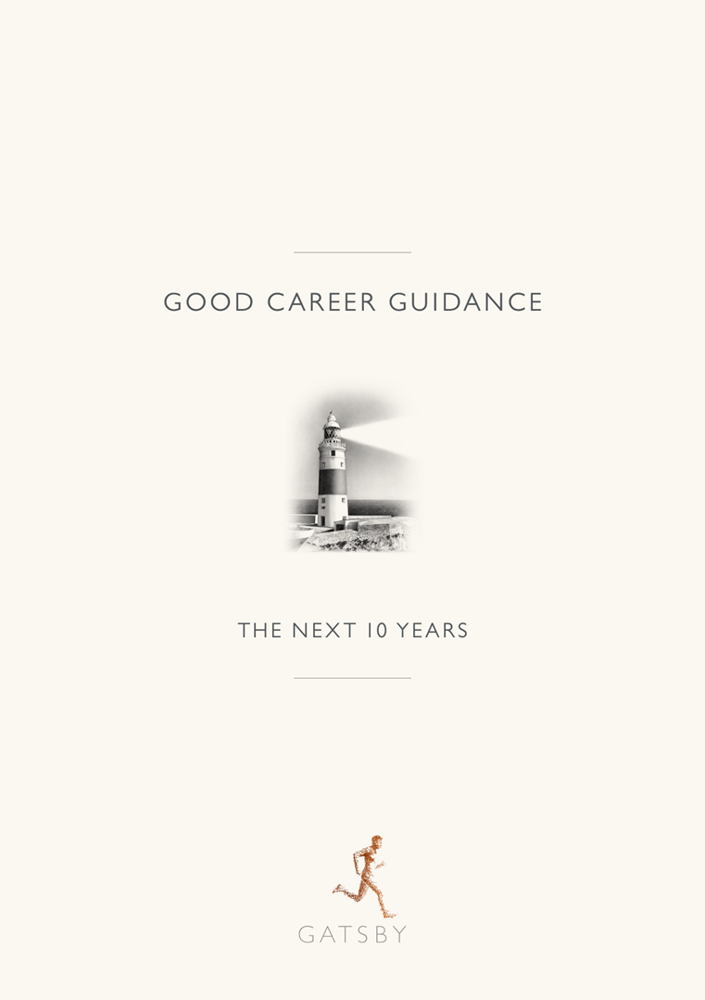 GOOD CAREER GUIDANCE
THE NEXT 10 YEARS
GATSBY